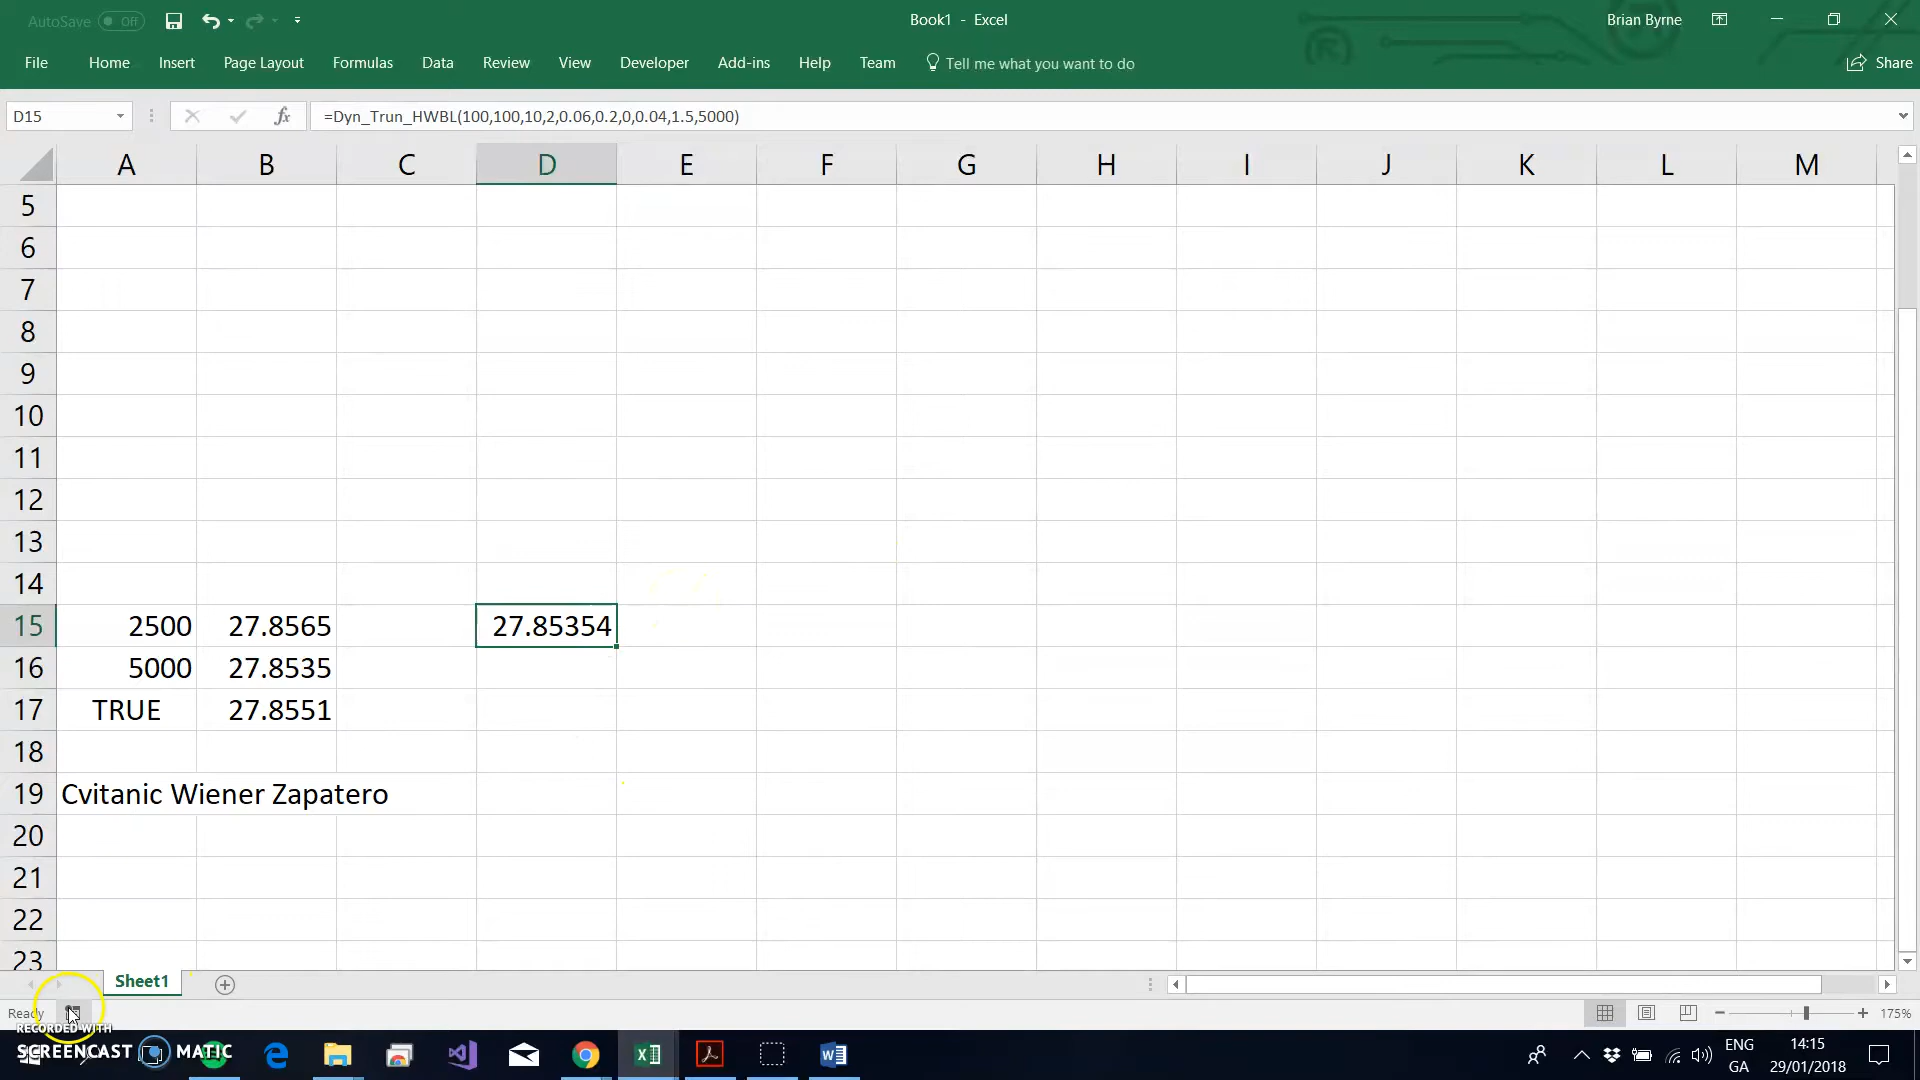 AutoSave Off
Book1 - Excel
Brian Byrne
File Home Insert Page Layout Formulas Data Review View Developer Add-ins Help Team Tell me what you want to do Share
D15 fx =Dyn_Trun_HWBL(100,100,10,2,0.06,0.2,0,0.04,1.5,5000)
A B C D E F G H I J K L M
5
6
7
8
9
10
11
12
13
14
15 2500 27.8565 27.85354
16 5000 27.8535
17 TRUE 27.8551
18
19 Cvitanic Wiener Zapatero
20
21
22
23
Sheet1
Ready 175%
RECORDED WITH
SCREENCAST MATIC
ENG 14:15
GA 29/01/2018